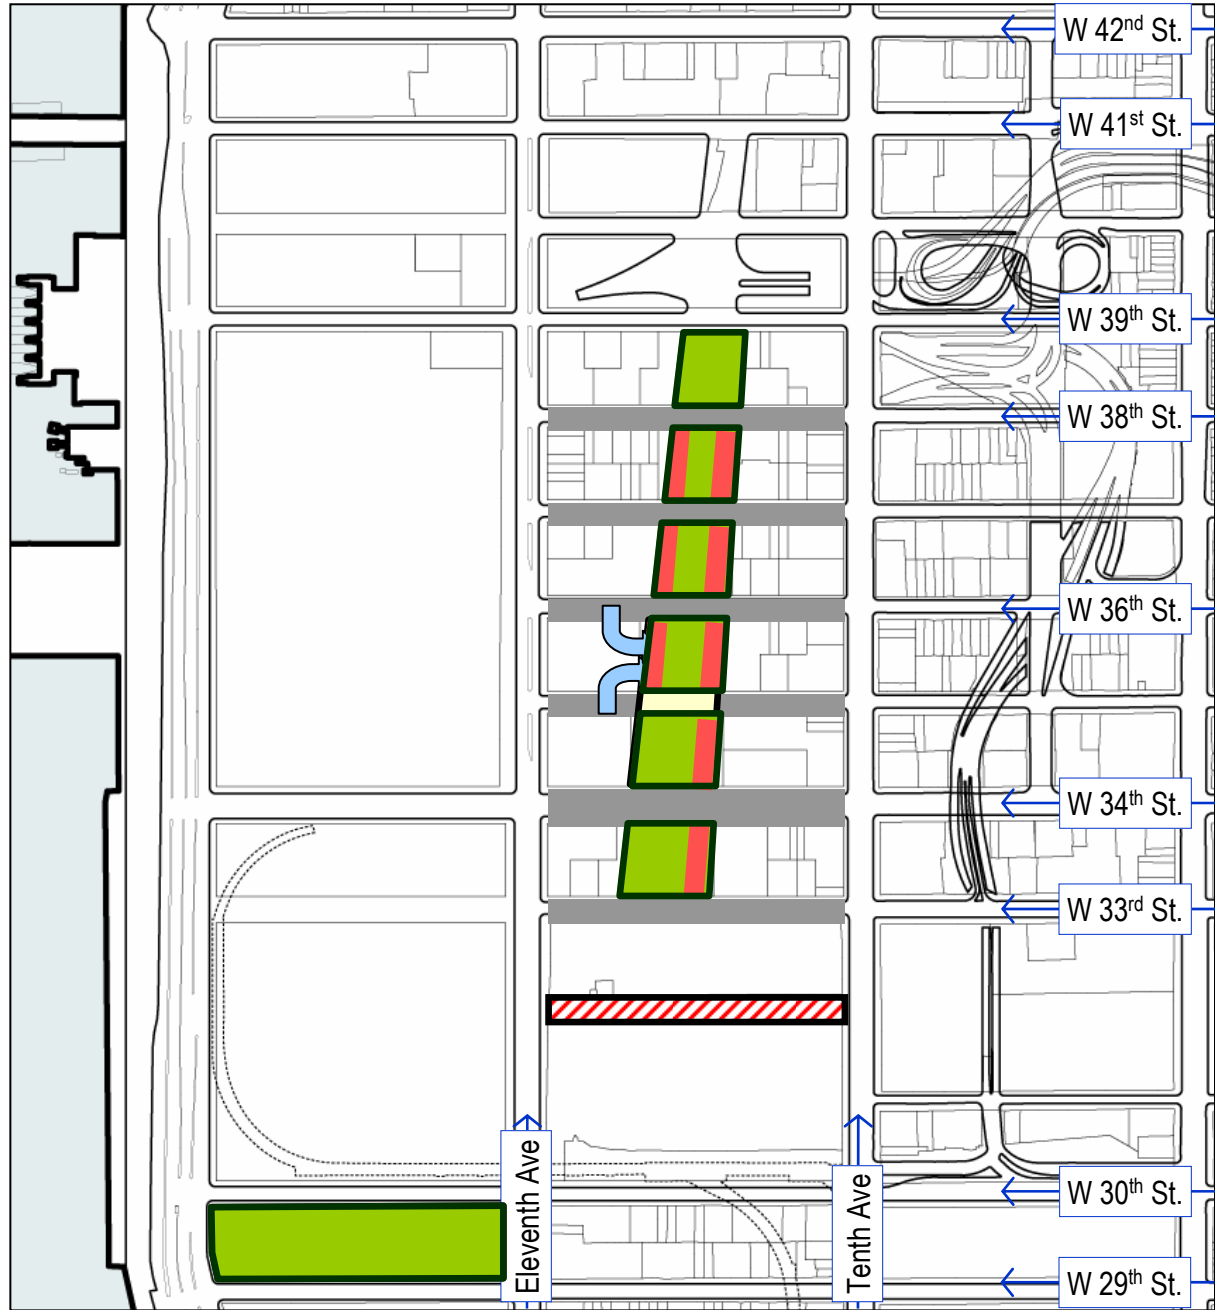 W 42nd St.
W 41st St.
W 39th St.
W 38th St.
W 36th St.
W 34th St.
W 33rd St.
Eleventh Ave
Tenth Ave
W 30th St.
W 29th St.